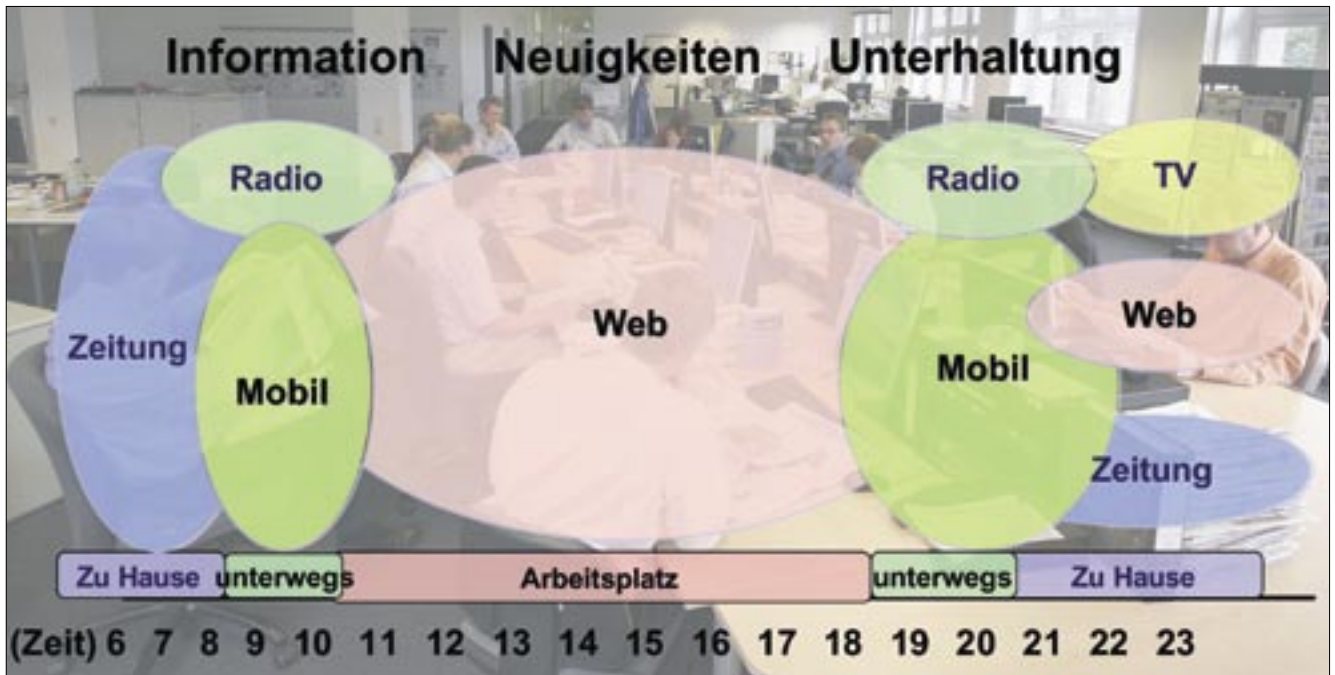 Information Neuigkeiten Unterhaltung
Radio Radio TV
Web
Web
Zeitung
Mobil
Mobil
Zeitung
Zu Hause unterwegs Arbeitsplatz unterwegs Zu Hause
(Zeit) 6 7 8 9 10 11 12 13 14 15 16 17 18 19 20 21 22 23